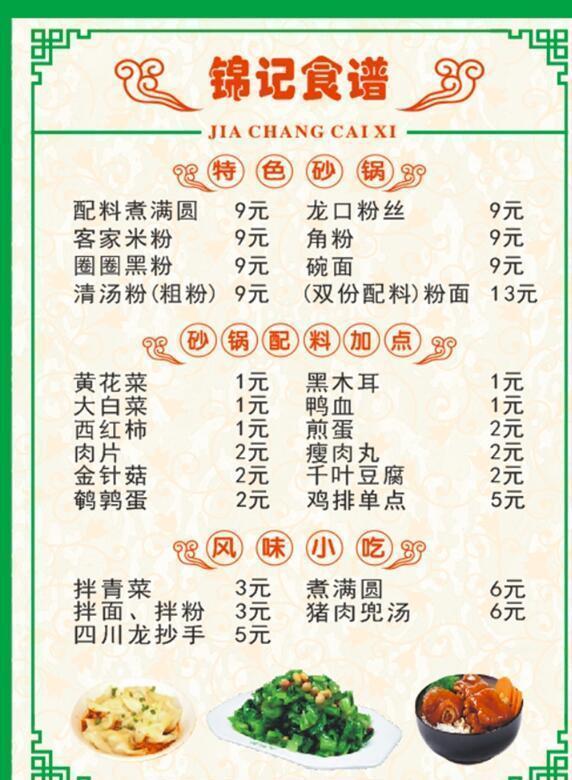 锦记食谱
JIA CHANG CAI XI
特色砂锅
配料煮满圆 9元 龙口粉丝 9元
客家米粉 9元 角粉 9元
圈圈黑粉 9元 碗面 9元
清汤粉(粗粉) 9元 (双份配料)粉面 13元
砂锅配料加点
黄花菜 1元 黑木耳 1元
大白菜 1元 鸭血 1元
西红柿 1元 煎蛋 2元
肉片 2元 瘦肉丸 2元
金针菇 2元 千叶豆腐 2元
鹌鹑蛋 2元 鸡排单点 5元
风味小吃
拌青菜 3元 煮满圆 6元
拌面、拌粉 3元 猪肉兜汤 6元
四川龙抄手 5元